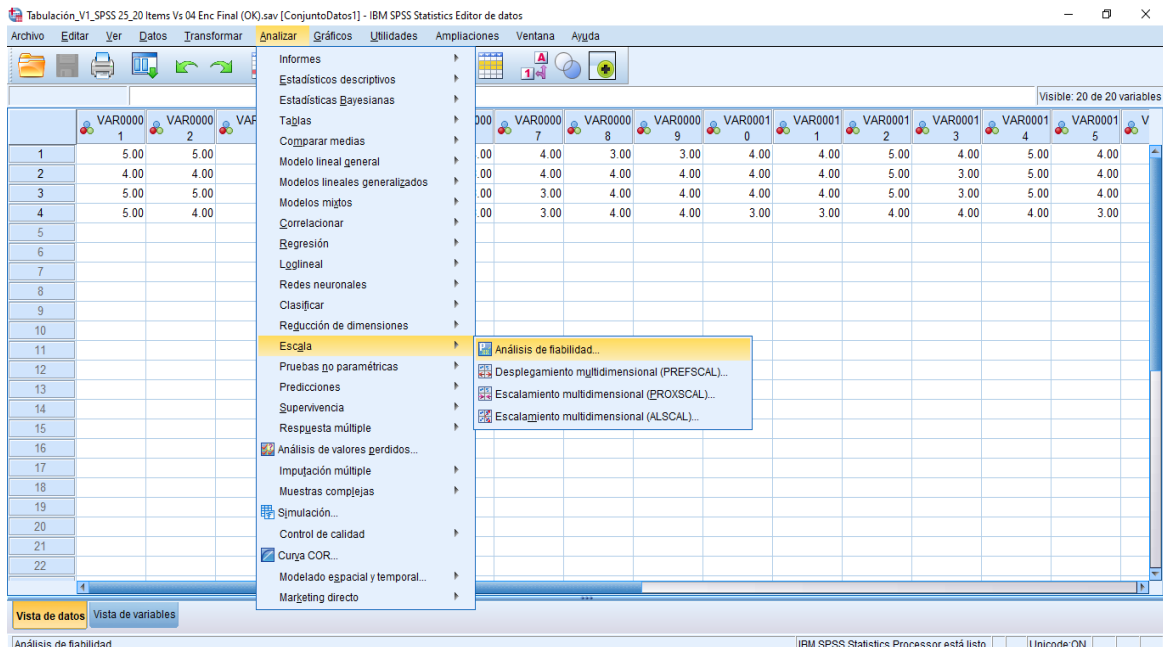 Tabulación_V1_SPSS 25_20 Items Vs 04 Enc Final (OK).sav [ConjuntoDatos1] - IBM SPSS Statistics Editor de datos
Archivo Editar Ver Datos Transformar Analizar Gráficos Utilidades Ampliaciones Ventana Ayuda
Visible: 20 de 20 variables
VAR00001 VAR00002 VAR 000 VAR00007 VAR00008 VAR00009 VAR00010 VAR00011 VAR00012 VAR00013 VAR00014 VAR00015 V
1 5.00 5.00 .00 4.00 3.00 3.00 4.00 4.00 5.00 4.00 5.00 4.00
2 4.00 4.00 .00 4.00 4.00 4.00 4.00 4.00 5.00 3.00 5.00 4.00
3 5.00 5.00 .00 3.00 4.00 4.00 4.00 4.00 5.00 3.00 5.00 4.00
4 5.00 4.00 .00 3.00 4.00 4.00 3.00 3.00 4.00 4.00 4.00 3.00
5
6
7
8
9
10
11
12
13
14
15
16
17
18
19
20
21
22
Informes
Estadísticos descriptivos
Estadísticas Bayesianas
Tablas
Comparar medias
Modelo lineal general
Modelos lineales generalizados
Modelos mixtos
Correlacionar
Regresión
Loglineal
Redes neuronales
Clasificar
Reducción de dimensiones
Escala
Pruebas no paramétricas
Predicciones
Supervivencia
Respuesta múltiple
Análisis de valores perdidos...
Imputación múltiple
Muestras complejas
Simulación...
Control de calidad
Curva COR...
Modelado espacial y temporal...
Marketing directo
Análisis de fiabilidad...
Desplegamiento multidimensional (PREFSCAL)...
Escalamiento multidimensional (PROXSCAL)...
Escalamiento multidimensional (ALSCAL)...
Vista de datos Vista de variables
Análisis de fiabilidad... IBM SPSS Statistics Processor está listo Unicode:ON